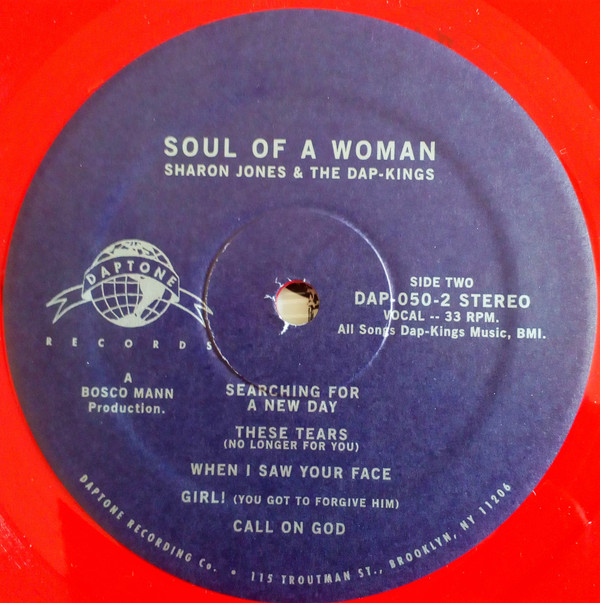 SOUL OF A WOMAN
SHARON JONES & THE DAP-KINGS
DAPTONE
RECORDS
SIDE TWO
DAP-050-2 STEREO
VOCAL -- 33 RPM.
All Songs Dap-Kings Music, BMI.
A
BOSCO MANN
Production.
SEARCHING FOR
A NEW DAY
THESE TEARS
(NO LONGER FOR YOU)
WHEN I SAW YOUR FACE
GIRL! (YOU GOT TO FORGIVE HIM)
CALL ON GOD
DAPTONE RECORDING Co. • 115 TROUTMAN ST., BROOKLYN, NY 11206